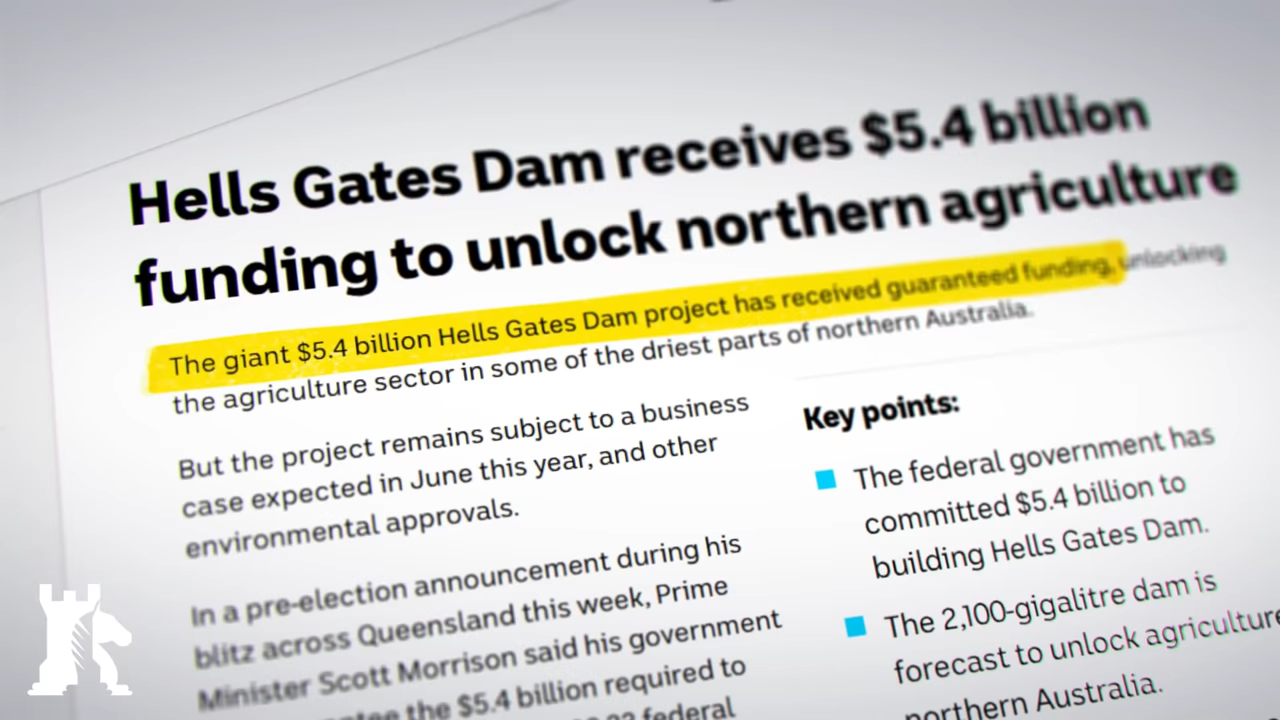 Hells Gates Dam receives $5.4 billion
funding to unlock northern agriculture
The giant $5.4 billion Hells Gates Dam project has received guaranteed funding, unlocking
the agriculture sector in some of the driest parts of northern Australia.
But the project remains subject to a business
case expected in June this year, and other
environmental approvals.
In a pre-election announcement during his
blitz across Queensland this week, Prime
Minister Scott Morrison said his government
the $5.4 billion required to
federal
Key points:
The federal government has
committed $5.4 billion to
building Hells Gates Dam.
The 2,100-gigalitre dam is
forecast to unlock agriculture
northern Australia.